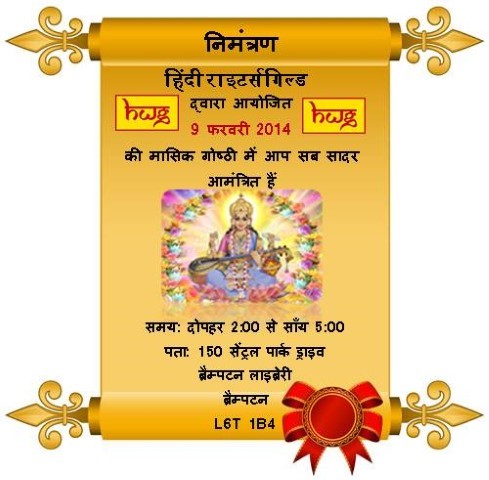 निमंत्रण
हिंदी राइटर्स गिल्ड
द्वारा आयोजित
hwg
hwg
9 फरवरी 2014
की मासिक गोष्ठी में आप सब सादर
आमंत्रित हैं
समय: दोपहर 2:00 से साँय 5:00
पता: 150 सेंट्रल पार्क ड्राइव
ब्रैम्पटन लाइब्रेरी
ब्रैम्पटन
L6T 1B4